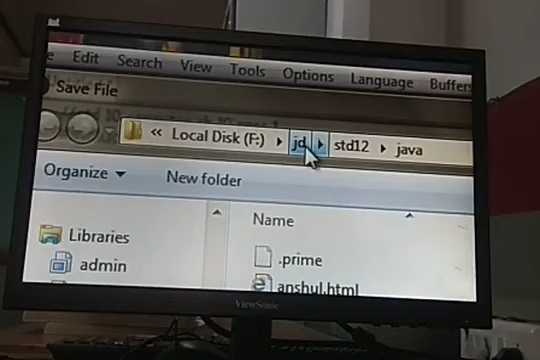 Edit Search View Tools Options Language Buffers
Save File
« Local Disk (F:) jd std12 java
Organize New folder
Name
Libraries
.prime
admin
anshul.html
ViewSonic